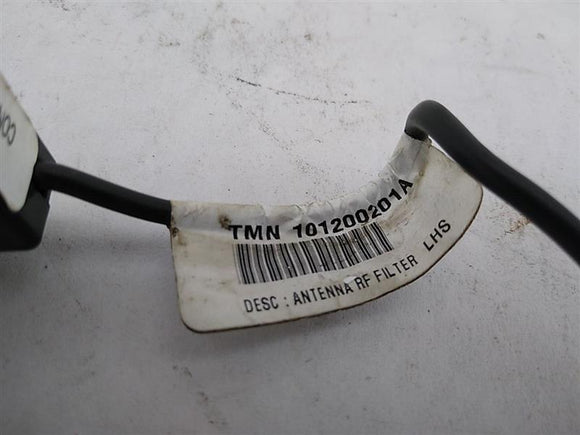 TMN 101200201A
DESC : ANTENNA RF FILTER LHS